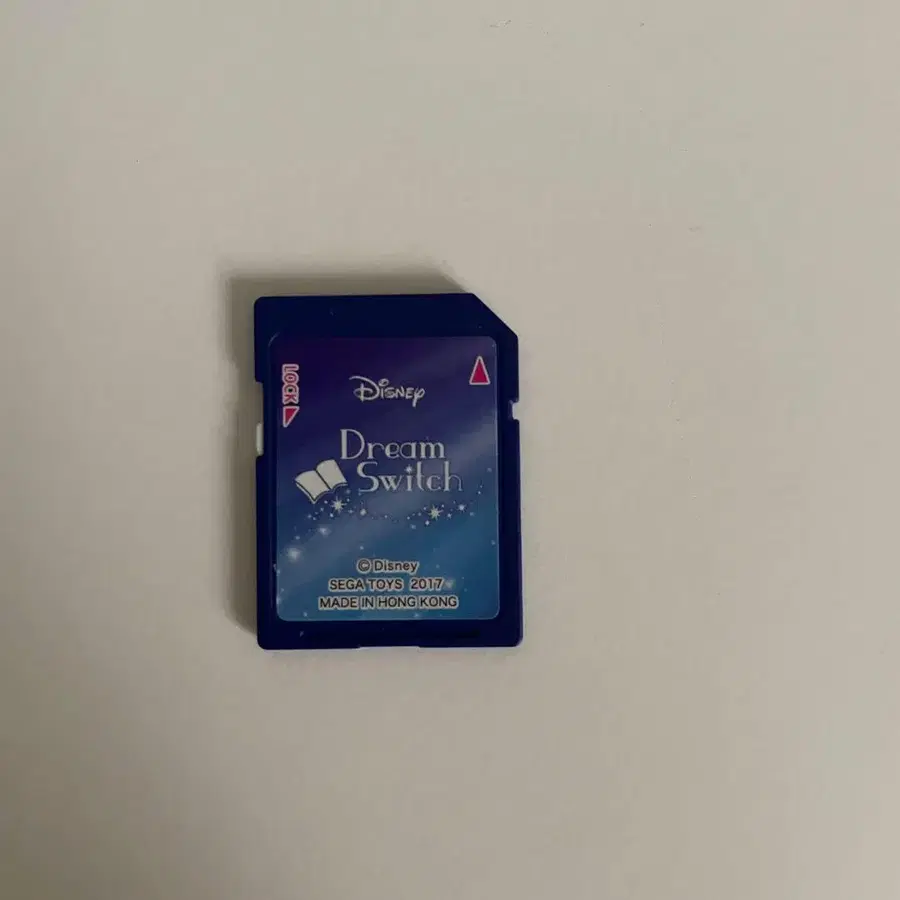 LOCK
Disney
Dream
Switch
©Disney
SEGA TOYS 2017
MADE IN HONG KONG